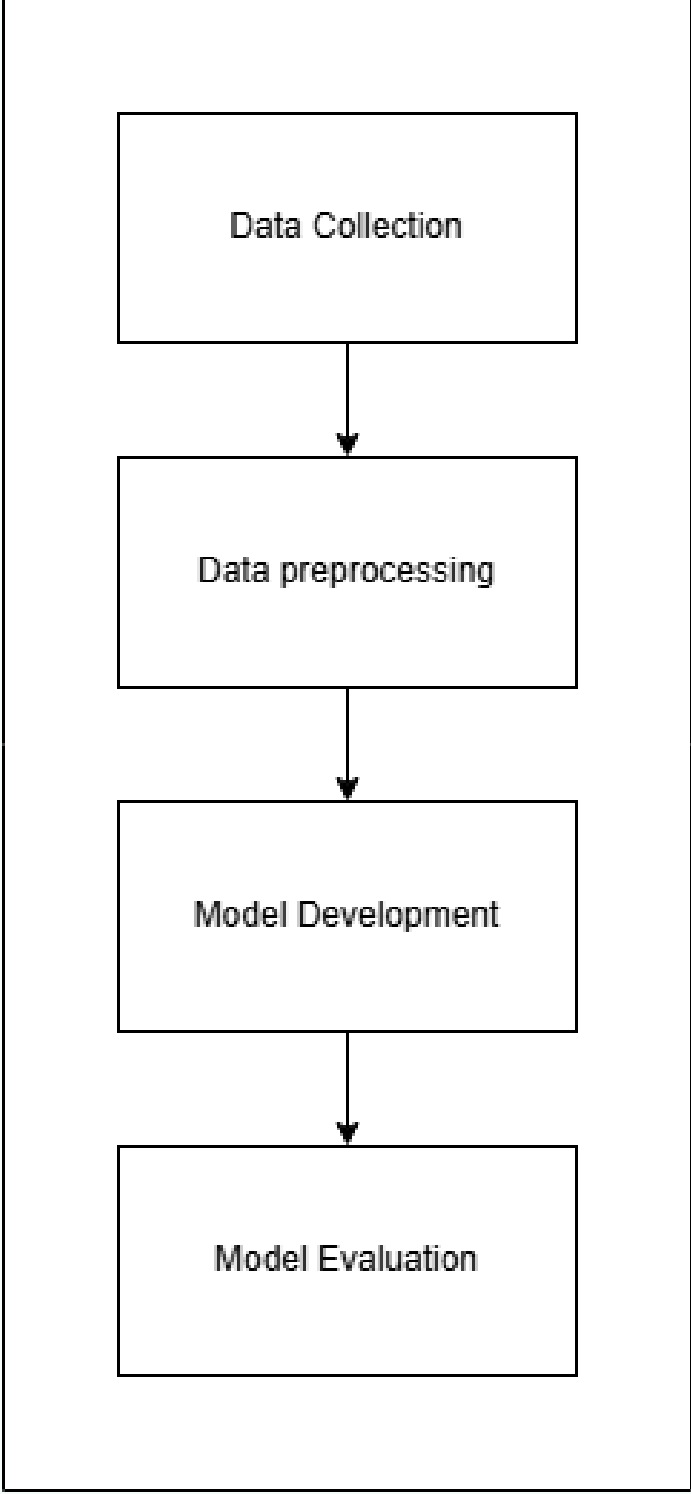 Data Collection
Data preprocessing
Model Development
Model Evaluation